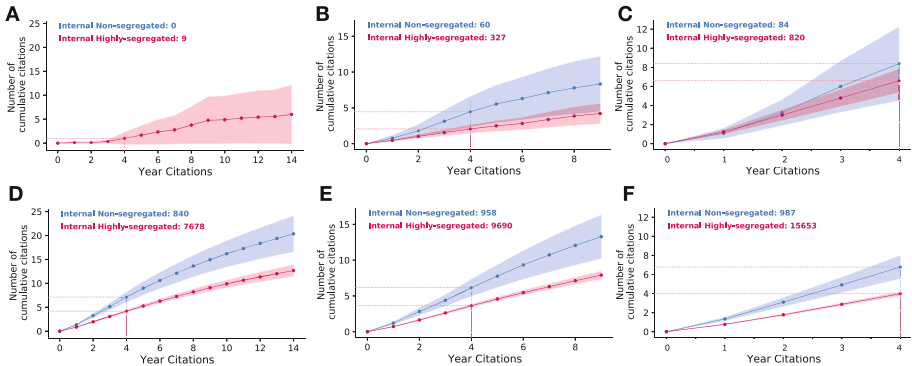 A
Internal Non-segregated: 0
Internal Highly-segregated: 9
Number of
cumulative citations
25
20
15
10
5
0
0 2 4 6 8 10 12 14
Year Citations
B
Internal Non-segregated: 60
Internal Highly-segregated: 327
Number of
cumulative citations
15
10
5
0
0 2 4 6 8
Year Citations
C
Internal Non-segregated: 84
Internal Highly-segregated: 820
Number of
cumulative citations
12
10
8
6
4
2
0
0 1 2 3 4
Year Citations
D
Internal Non-segregated: 840
Internal Highly-segregated: 7678
Number of
cumulative citations
25
20
15
10
5
0
0 2 4 6 8 10 12 14
Year Citations
E
Internal Non-segregated: 958
Internal Highly-segregated: 9690
Number of
cumulative citations
15
10
5
0
0 2 4 6 8
Year Citations
F
Internal Non-segregated: 987
Internal Highly-segregated: 15653
Number of
cumulative citations
12
10
8
6
4
2
0
0 1 2 3 4
Year Citations